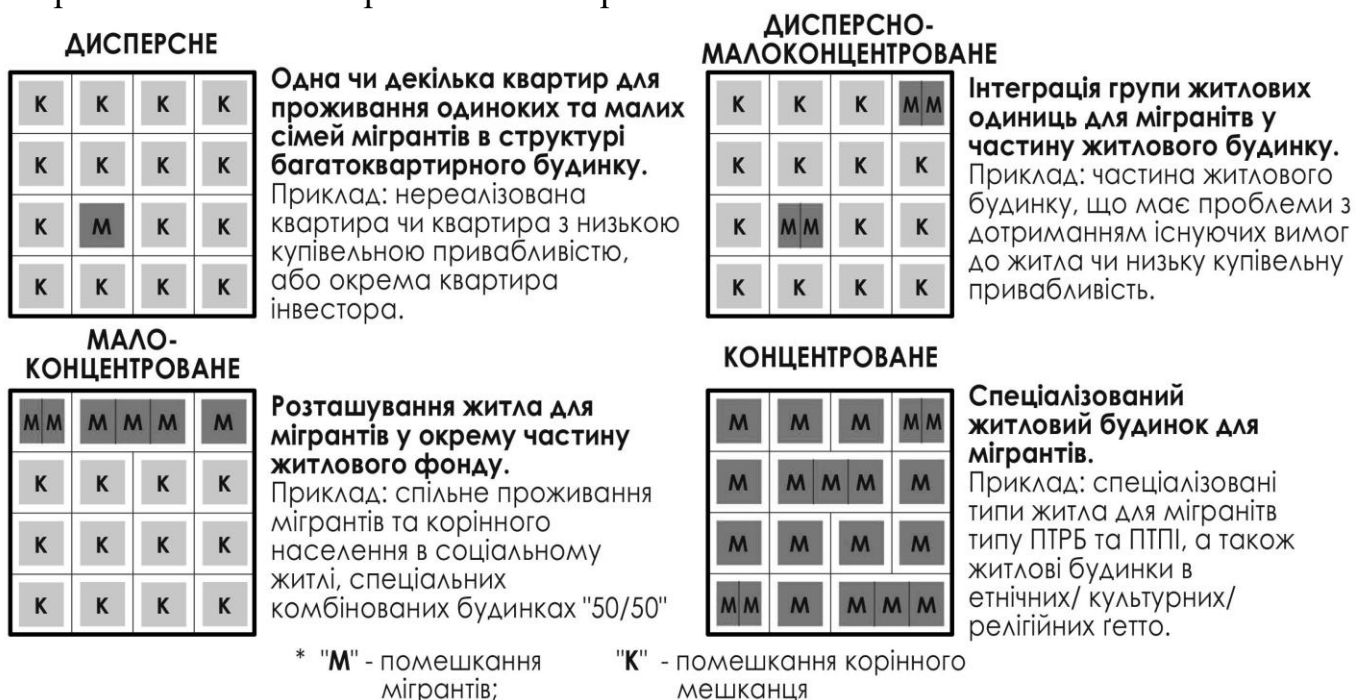 ДИСПЕРСНЕ
К К К К
К К К К
К М К К
К К К К
Одна чи декілька квартир для
проживання одиноких та малих
сімей мігрантів в структурі
багатоквартирного будинку.
Приклад: нереалізована
квартира чи квартира з низькою
купівельною привабливістю,
або окрема квартира
інвестора.
ДИСПЕРСНО-
МАЛОКОНЦЕНТРОВАНЕ
К К К М М
К К К К
К М М К К
К К К К
Інтеграція групи житлових
одиниць для мігранітв у
частину житлового будинку.
Приклад: частина житлового
будинку, що має проблеми з
дотриманням існуючих вимог
до житла чи низьку купівельну
привабливість.
МАЛО-
КОНЦЕНТРОВАНЕ
М М М М М М
К К К К
К К К К
К К К К
Розташування житла для
мігрантів у окрему частину
житлового фонду.
Приклад: спільне проживання
мігрантів та корінного
населення в соціальному
житлі, спеціальних
комбінованих будинках "50/50"
КОНЦЕНТРОВАНЕ
М М М М М
М М М М М
М М М М
М М М М М М
Спеціалізований
житловий будинок для
мігрантів.
Приклад: спеціалізовані
типи житла для мігранітв
типу ПТРБ та ПТПІ, а також
житлові будинки в
етнічних/ культурних/
релігійних ґетто.
* "М" - помешкання
мігрантів;
"К" - помешкання корінного
мешканця